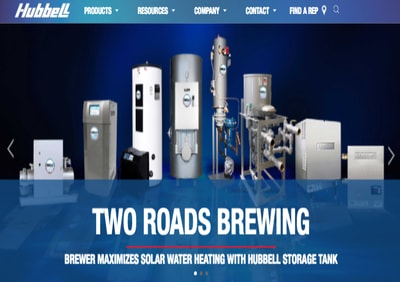 Hubbell PRODUCTS RESOURCES COMPANY CONTACT FIND A REP
TWO ROADS BREWING
BREWER MAXIMIZES SOLAR WATER HEATING WITH HUBBELL STORAGE TANK